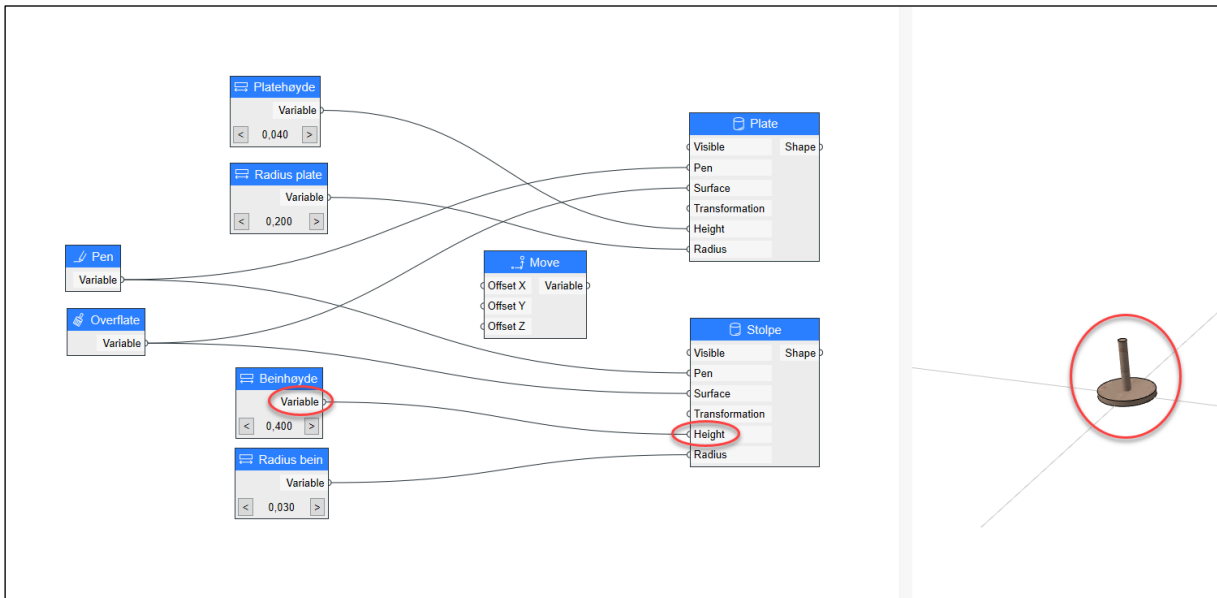 Platehøyde
Variable
< 0,040 >
Radius plate
Variable
< 0,200 >
Pen
Variable
Overflate
Variable
Beinhøyde
Variable
< 0,400 >
Radius bein
Variable
< 0,030 >
Move
Offset X Variable
Offset Y
Offset Z
Plate
Visible Shape
Pen
Surface
Transformation
Height
Radius
Stolpe
Visible Shape
Pen
Surface
Transformation
Height
Radius